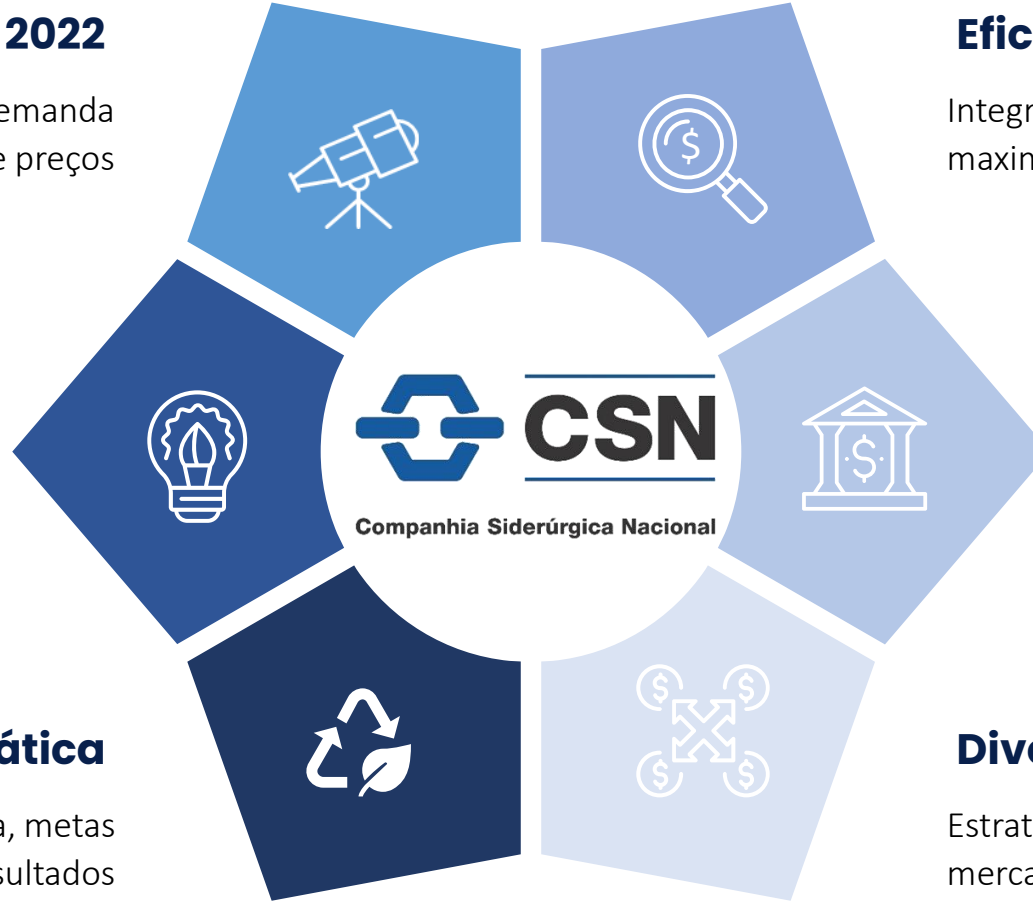 2022
Efic
emanda
e preços
Integr
maxin
CSN
Companhia Siderúrgica Nacional
ática
Dive
a, metas
sultados
Estrat
merca